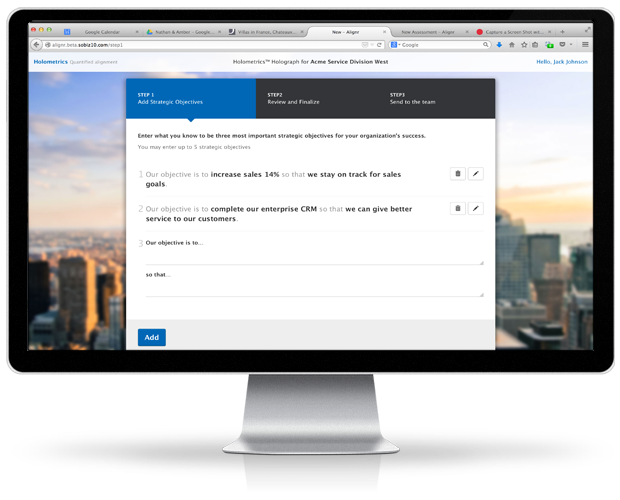 Google Calendar
Nathan & Amber - Google...
Villas in France, Chateaux...
New - Alignr
New Assessment - Alignr
Capture a Screen Shot wit...
alignr.beta.sobiz10.com/step1
Google
Holometrics Quantified alignment
Holometrics™ Holograph for Acme Service Division West
Hello, Jack Johnson
STEP 1
Add Strategic Objectives
STEP2
Review and Finalize
STEP3
Send to the team
Enter what you know to be three most important strategic objectives for your organization's success.
You may enter up to 5 strategic objectives
1 Our objective is to increase sales 14% so that we stay on track for sales
goals.
2 Our objective is to complete our enterprise CRM so that we can give better
service to our customers.
3 Our objective is to...
so that...
Add